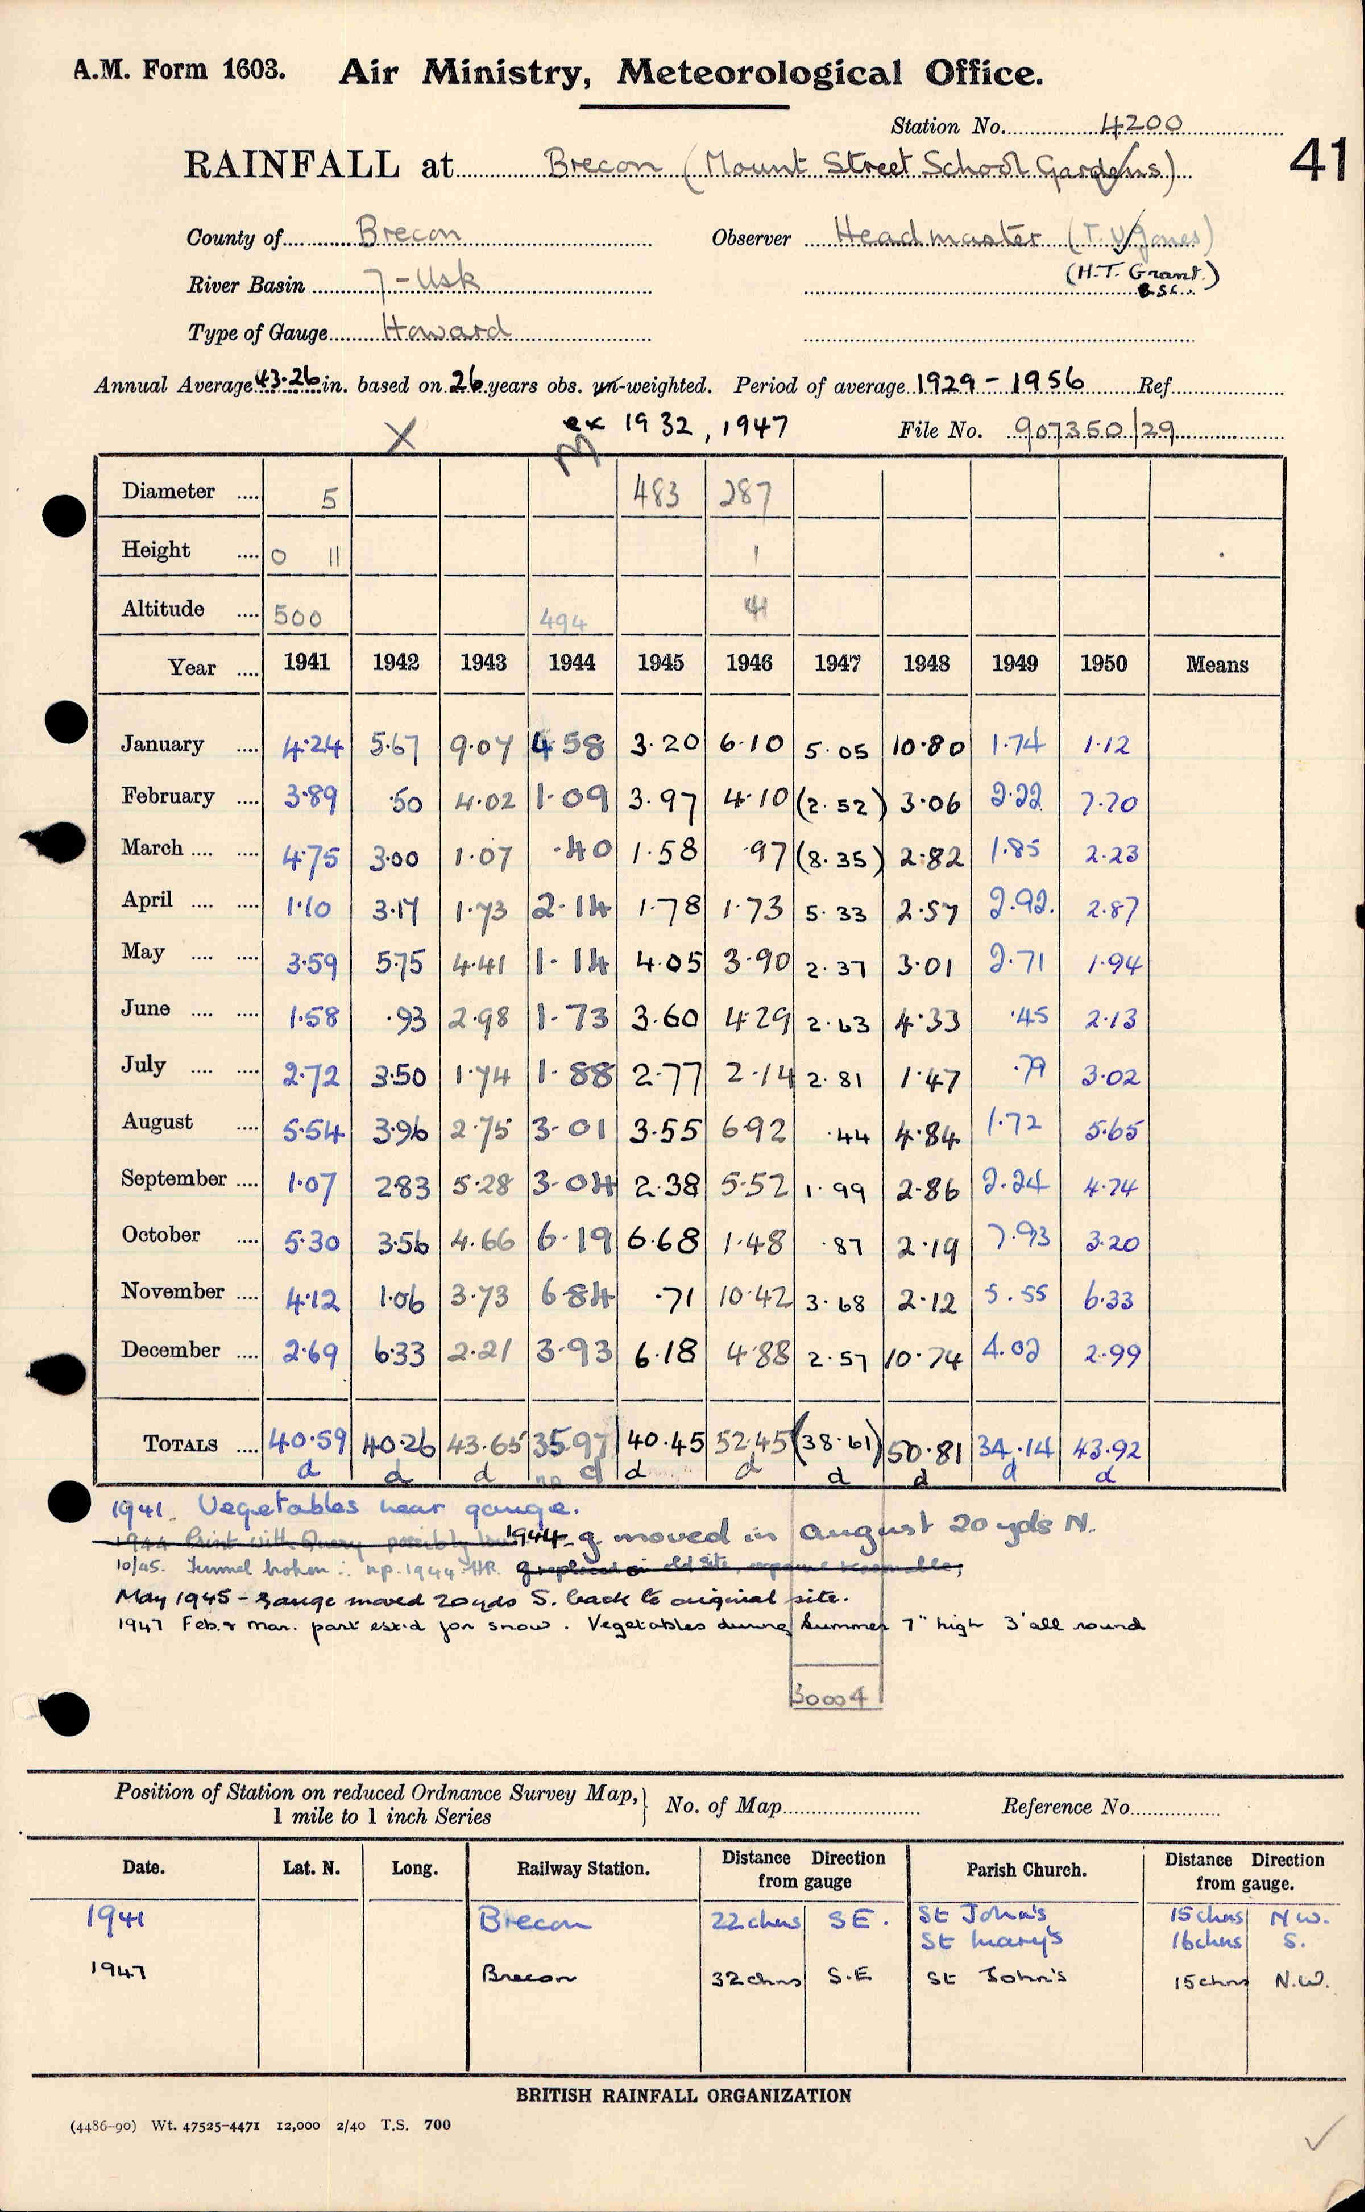 A.M. Form 1603. Air Ministry, Meteorological Office.
Station No. 4200
41
RAINFALL at Brecon (Mount Street School Gardens)
County of Brecon Observer Headmaster (T. V. Jones)
River Basin 7-Usk (H.T. Grant.) B.Sc.
Type of Gauge Howard
Annual Average 43.26 in. based on 26 years obs. un-weighted. Period of average 1929-1956 Ref
X ex 1932, 1947 File No. 907350/29
M
Diameter 5 483 287
Height 0 11 1
Altitude 500 494 41
Year 1941 1942 1943 1944 1945 1946 1947 1948 1949 1950 Means
January 4.24 5.67 9.07 4.58 3.20 6.10 5.05 10.80 1.74 1.12
February 3.89 .50 4.02 1.09 3.97 4.10 (2.52) 3.06 2.22 7.70
March 4.75 3.00 1.07 .40 1.58 .97 (8.35) 2.82 1.85 2.23
April 1.10 3.17 1.73 2.14 1.78 1.73 5.33 2.57 2.92 2.87
May 3.59 5.75 4.41 1.14 4.05 3.90 2.37 3.01 2.71 1.94
June 1.58 .93 2.98 1.73 3.60 4.29 2.63 4.33 .45 2.13
July 2.72 3.50 1.74 1.88 2.77 2.14 2.81 1.47 .79 3.02
August 5.54 3.96 2.75 3.01 3.55 6.92 .44 4.84 1.72 5.65
September 1.07 2.83 5.28 3.04 2.38 5.52 1.99 2.86 2.24 4.74
October 5.30 3.56 4.66 6.19 6.68 1.48 .87 2.19 7.93 3.20
November 4.12 1.06 3.73 6.84 .71 10.42 3.68 2.12 5.55 6.33
December 2.69 6.33 2.21 3.93 6.18 4.88 2.57 10.74 4.02 2.99
TOTALS 40.59 40.26 43.65 35.97 40.45 52.45 (38.61) 50.81 34.14 43.92
d d d np d d d d d d d
1941. Vegetables near gauge.
1944 g moved in August 20 yds N.
10/45. Funnel broken ∴ n.p. 1944 HR. g replaced on old site,
May 1945 - Gauge moved 20yds S. back to original site.
1947 Feb. & Mar. part est'd for snow. Vegetables during Summer 7" high 3' all round
30004
Position of Station on reduced Ordnance Survey Map, 1 mile to 1 inch Series No. of Map Reference No.
Date. Lat. N. Long. Railway Station. Distance Direction from gauge Parish Church. Distance Direction from gauge.
1941 Brecon 22chns SE. St John's 15chns N.W.
St Mary's 16chns S.
1947 Brecon 32chns S.E St John's 15chns N.W.
BRITISH RAINFALL ORGANIZATION
(4486-90) Wt. 47525-4471 12,000 2/40 T.S. 700